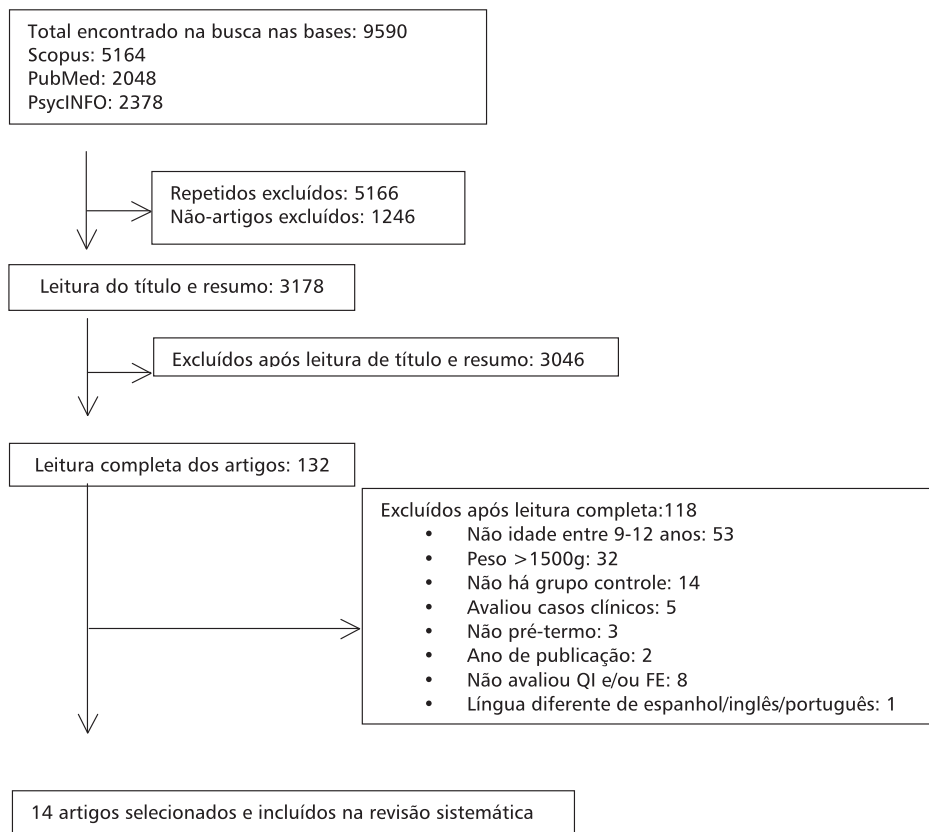 Total encontrado na busca nas bases: 9590
Scopus: 5164
PubMed: 2048
PsycINFO: 2378
Repetidos excluídos: 5166
Não-artigos excluídos: 1246
Leitura do título e resumo: 3178
Excluídos após leitura de título e resumo: 3046
Leitura completa dos artigos: 132
Excluídos após leitura completa:118
• Não idade entre 9-12 anos: 53
• Peso >1500g: 32
• Não há grupo controle: 14
• Avaliou casos clínicos: 5
• Não pré-termo: 3
• Ano de publicação: 2
• Não avaliou QI e/ou FE: 8
• Língua diferente de espanhol/inglês/português: 1
14 artigos selecionados e incluídos na revisão sistemática